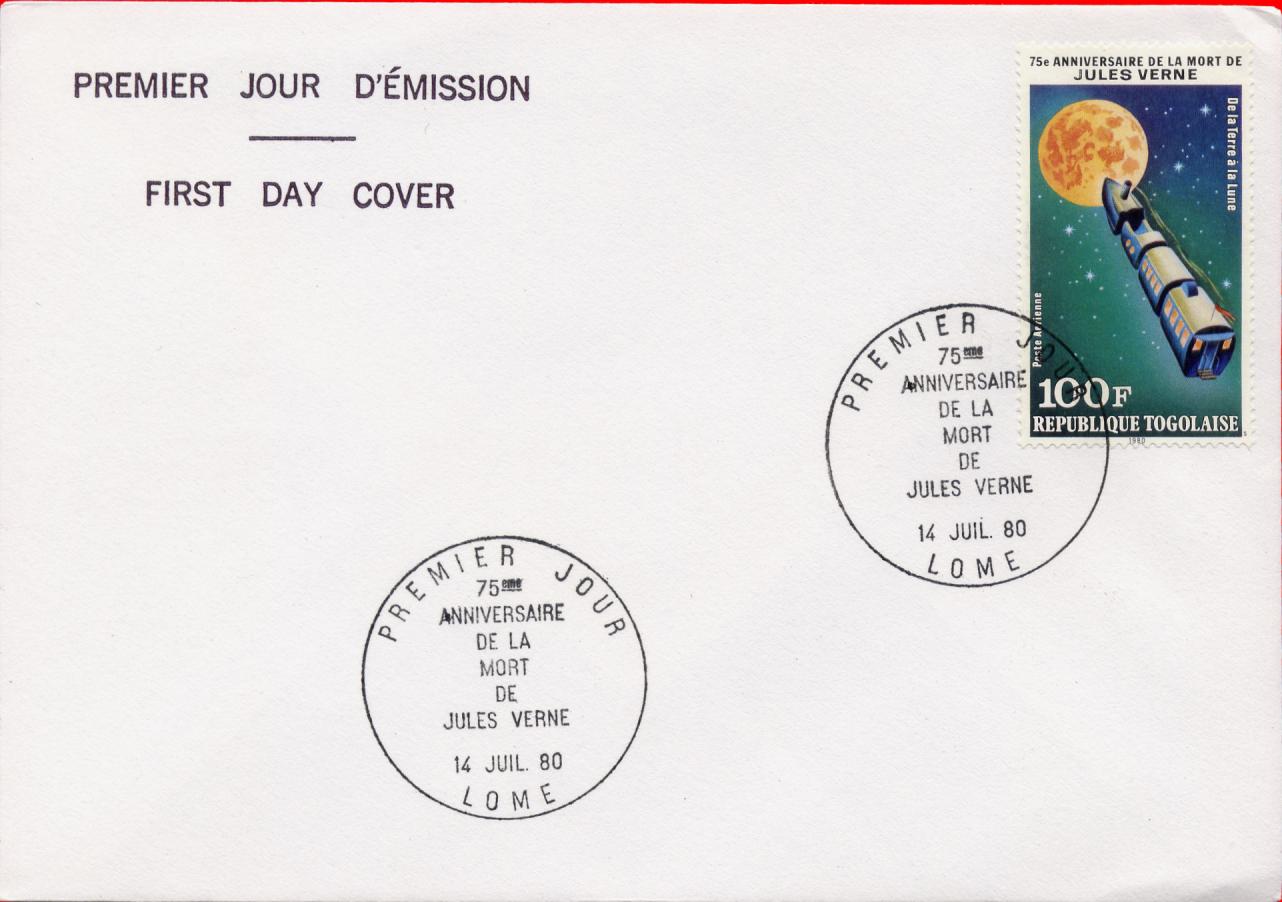 PREMIER JOUR D'ÉMISSION
FIRST DAY COVER
75e ANNIVERSAIRE DE LA MORT DE
JULES VERNE
De la Terre à la Lune
Poste Aérienne
100F
REPUBLIQUE TOGOLAISE
1980
PREMIER JOUR
75eme
ANNIVERSAIRE
DE LA
MORT
DE
JULES VERNE
14 JUIL. 80
LOME
PREMIER JOUR
75eme
ANNIVERSAIRE
DE LA
MORT
DE
JULES VERNE
14 JUIL. 80
LOME